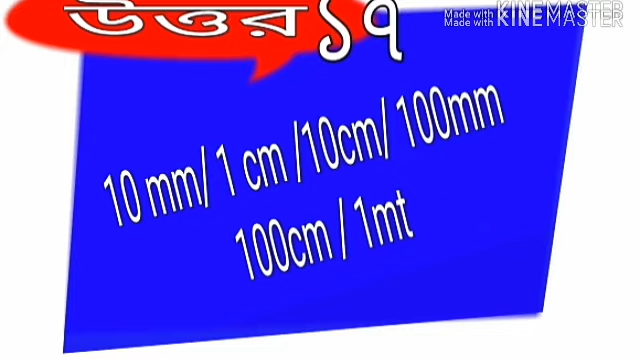 উত্তর ১৭
Made with KINEMASTER
Made with KINEMASTER
10 mm/ 1 cm /10cm/ 100mm
100cm / 1mt